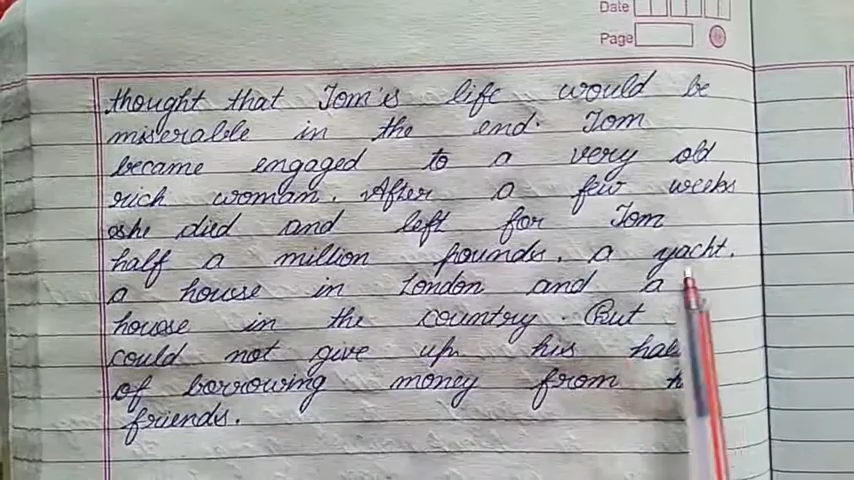 Date
Page
thought that Tom's life would be
miserable in the end. Tom
became engaged to a very old
rich woman. After a few weeks
she died and left for Tom
half a million pounds. a yacht.
a house in London and a
house in the country. But
could not give up his
of borrowing money from
friends.